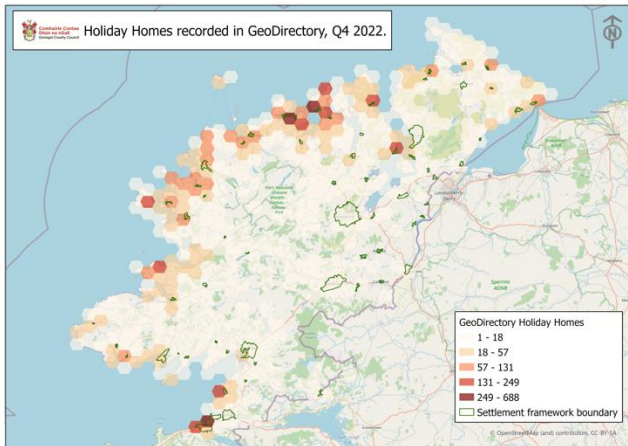 Comhairle Contae
Dhún na nGall
Donegal County Council
Holiday Homes recorded in GeoDirectory, Q4 2022.
N
Londonderry
Derry
Sperrins
AONB
GeoDirectory Holiday Homes
1 - 18
18 - 57
57 - 131
131 - 249
249 - 688
Settlement framework boundary
© OpenStreetMap (and) contributors, CC-BY-SA